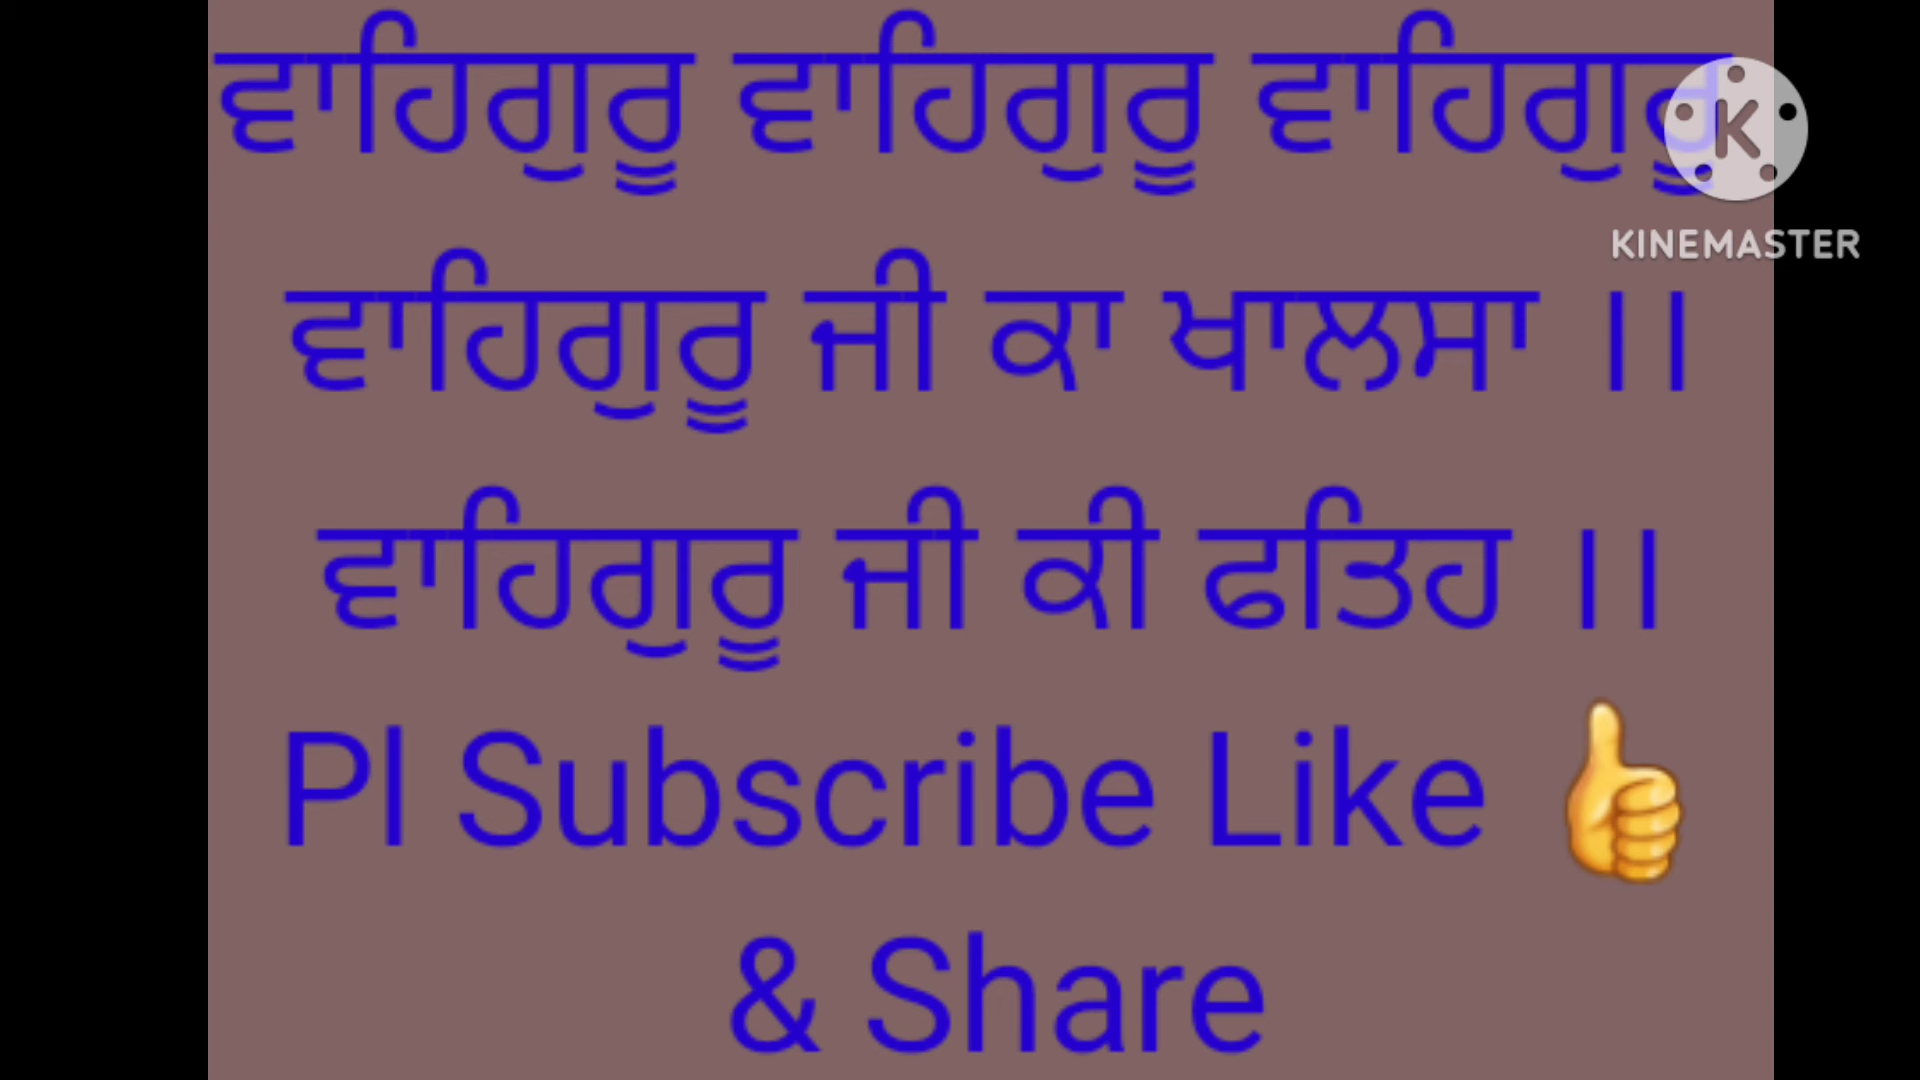 ਵਾਹਿਗੁਰੂ ਵਾਹਿਗੁਰੂ ਵਾਹਿਗੁਰੂ
KINEMASTER
ਵਾਹਿਗੁਰੂ ਜੀ ਕਾ ਖਾਲਸਾ ।।
ਵਾਹਿਗੁਰੂ ਜੀ ਕੀ ਫਤਿਹ ।।
Pl Subscribe Like 👍
& Share